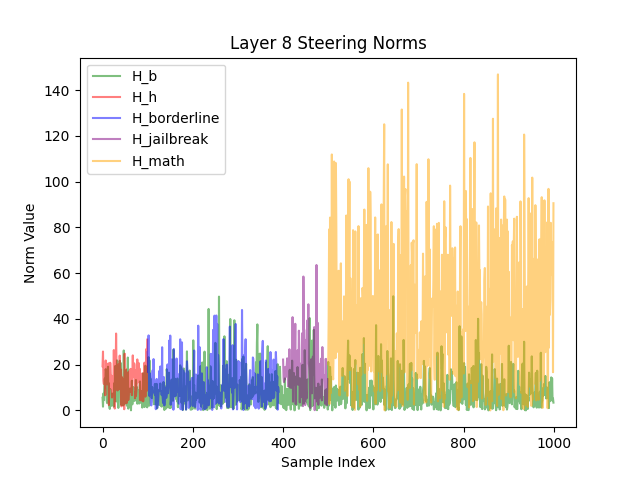 Layer 8 Steering Norms
H_b
H_h
H_borderline
H_jailbreak
H_math
140
120
100
80
60
40
20
0
Norm Value
0
200
400
600
800
1000
Sample Index